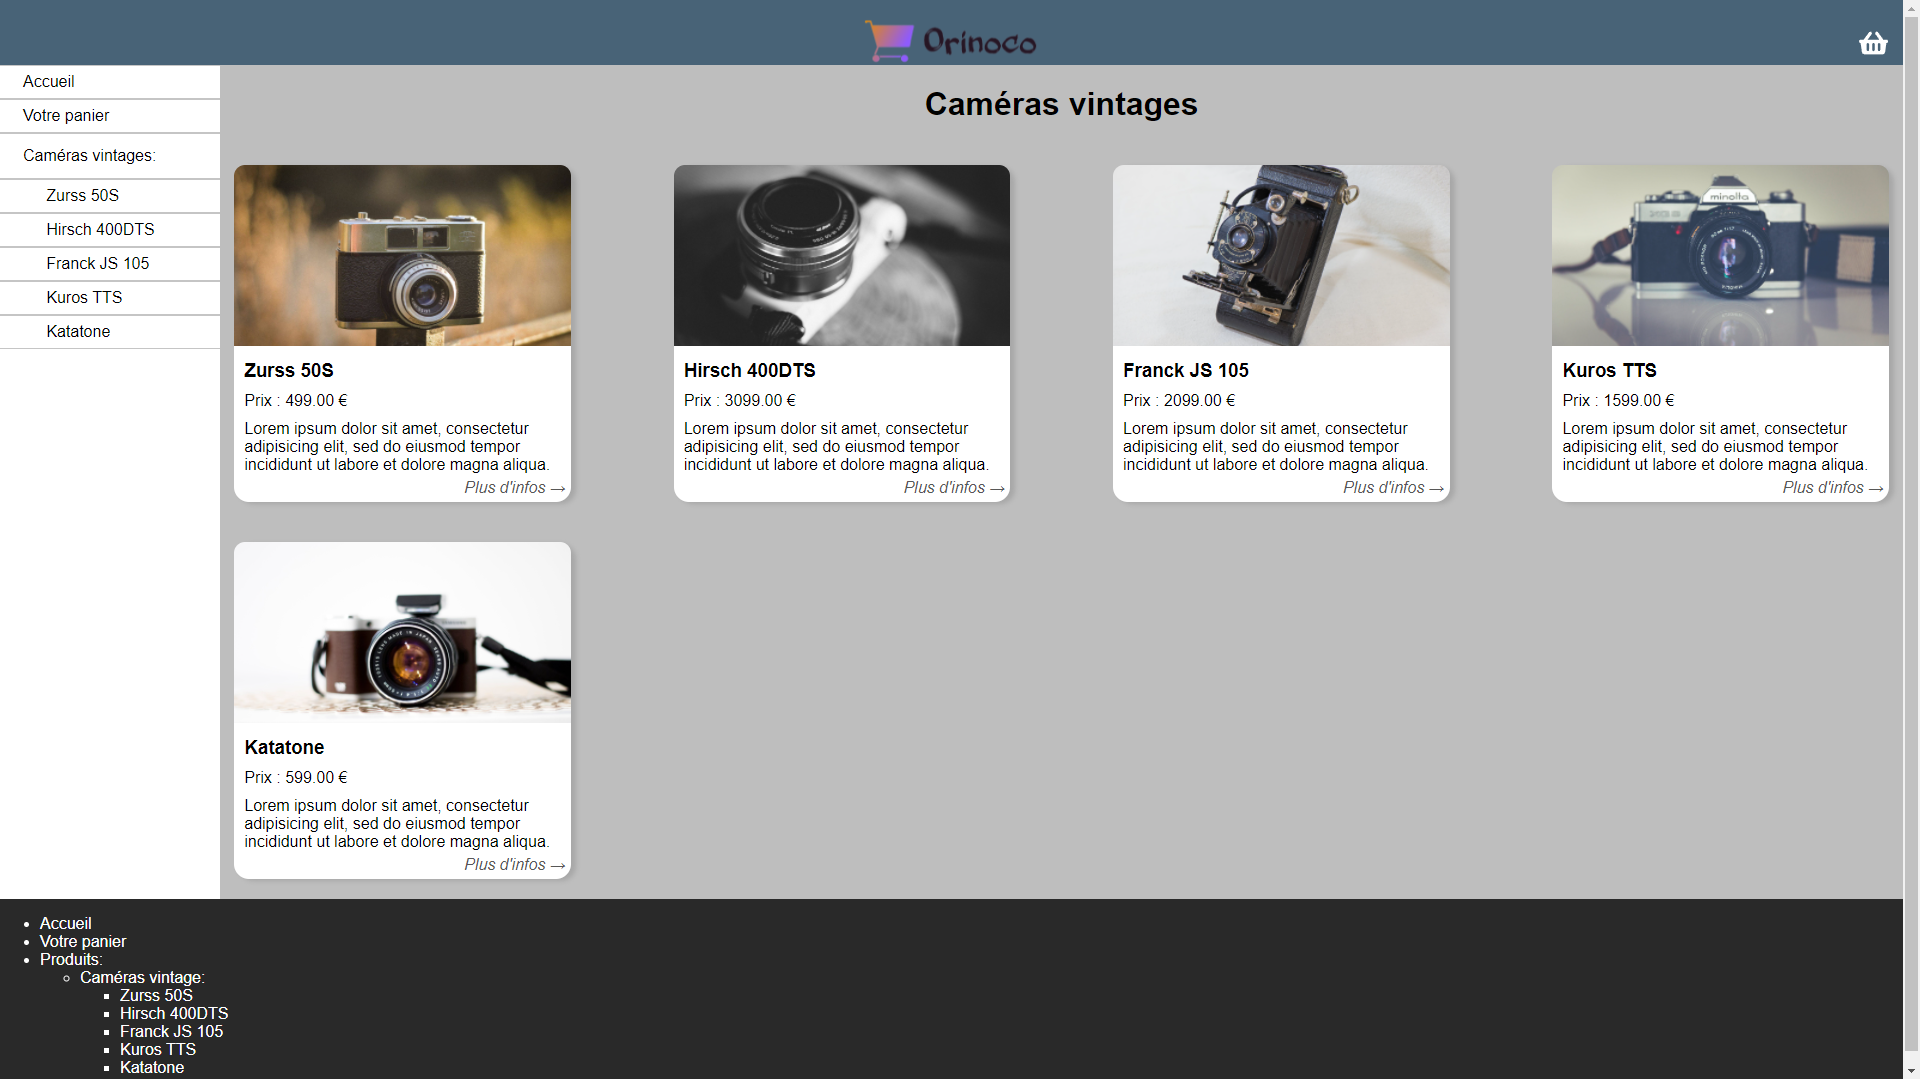 Orinoco
Accueil
Votre panier
Caméras vintages:
Zurss 50S
Hirsch 400DTS
Franck JS 105
Kuros TTS
Katatone
Caméras vintages
Zurss 50S
Prix : 499.00 €
Lorem ipsum dolor sit amet, consectetur
adipisicing elit, sed do eiusmod tempor
incididunt ut labore et dolore magna aliqua.
Plus d'infos →
Hirsch 400DTS
Prix : 3099.00 €
Lorem ipsum dolor sit amet, consectetur
adipisicing elit, sed do eiusmod tempor
incididunt ut labore et dolore magna aliqua.
Plus d'infos →
Franck JS 105
Prix : 2099.00 €
Lorem ipsum dolor sit amet, consectetur
adipisicing elit, sed do eiusmod tempor
incididunt ut labore et dolore magna aliqua.
Plus d'infos →
minolta
Kuros TTS
Prix : 1599.00 €
Lorem ipsum dolor sit amet, consectetur
adipisicing elit, sed do eiusmod tempor
incididunt ut labore et dolore magna aliqua.
Plus d'infos →
Katatone
Prix : 599.00 €
Lorem ipsum dolor sit amet, consectetur
adipisicing elit, sed do eiusmod tempor
incididunt ut labore et dolore magna aliqua.
Plus d'infos →
Accueil
Votre panier
Produits:
Caméras vintage:
Zurss 50S
Hirsch 400DTS
Franck JS 105
Kuros TTS
Katatone